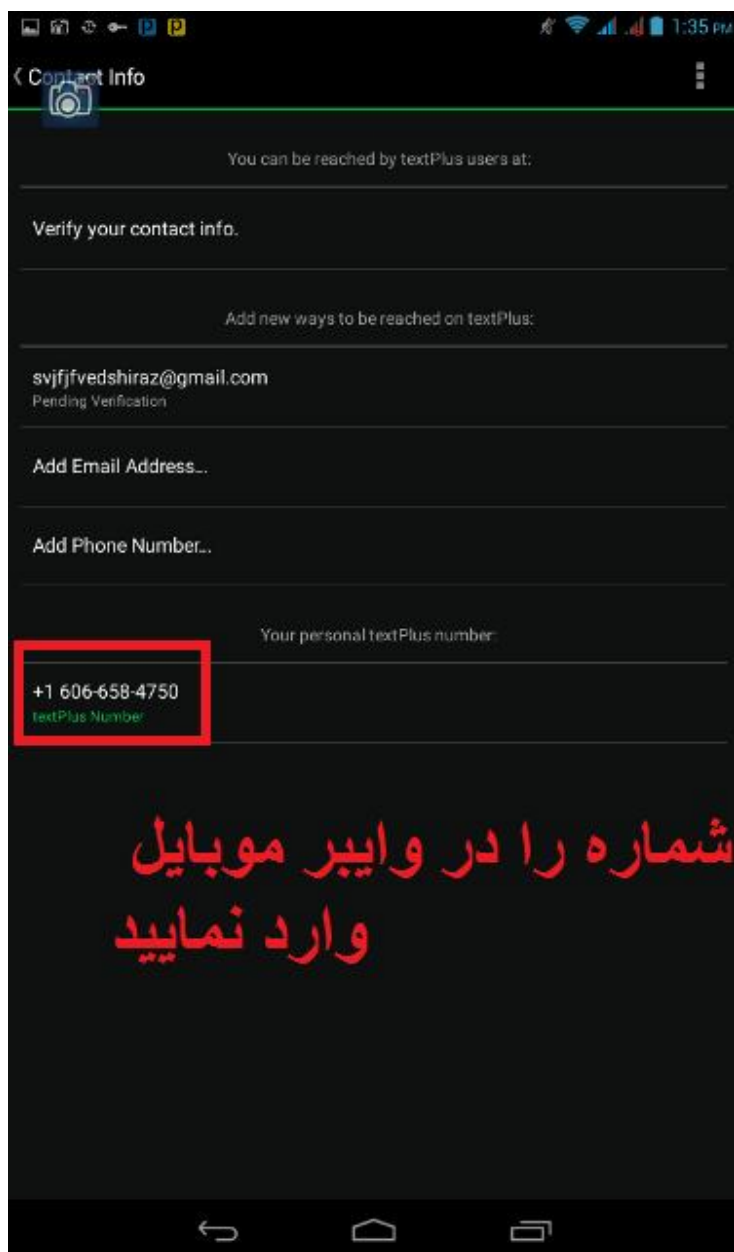 1:35 PM
Contact Info
You can be reached by textPlus users at:
Verify your contact info.
Add new ways to be reached on textPlus:
svjfjfvedshiraz@gmail.com
Pending Verification
Add Email Address...
Add Phone Number...
Your personal textPlus number:
+1 606-658-4750
textPlus Number
شماره را در وایبر موبایل
وارد نمایید